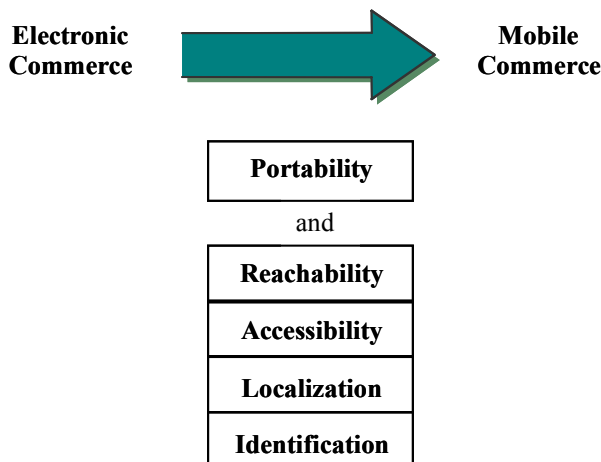 Electronic
Commerce
Mobile
Commerce
Portability
and
Reachability
Accessibility
Localization
Identification